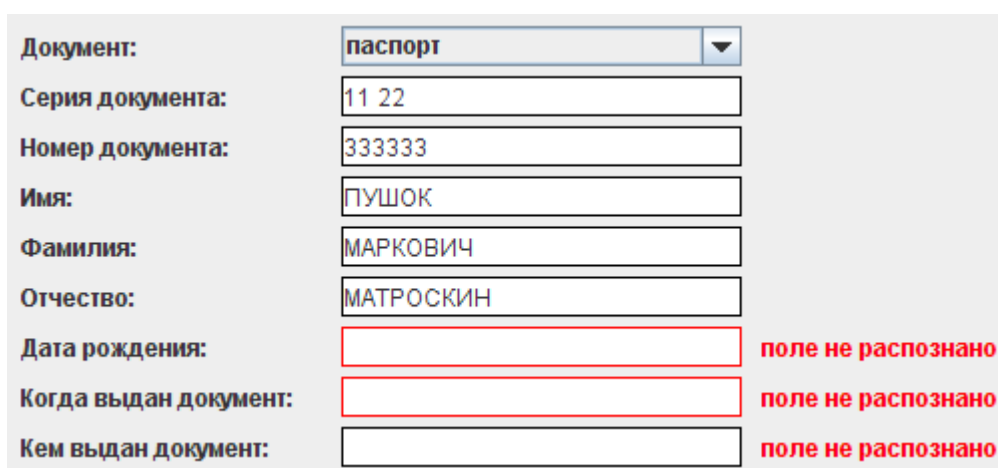 Документ: паспорт
Серия документа: 11 22
Номер документа: 333333
Имя: ПУШОК
Фамилия: МАРКОВИЧ
Отчество: МАТРОСКИН
Дата рождения: поле не распознано
Когда выдан документ: поле не распознано
Кем выдан документ: поле не распознано